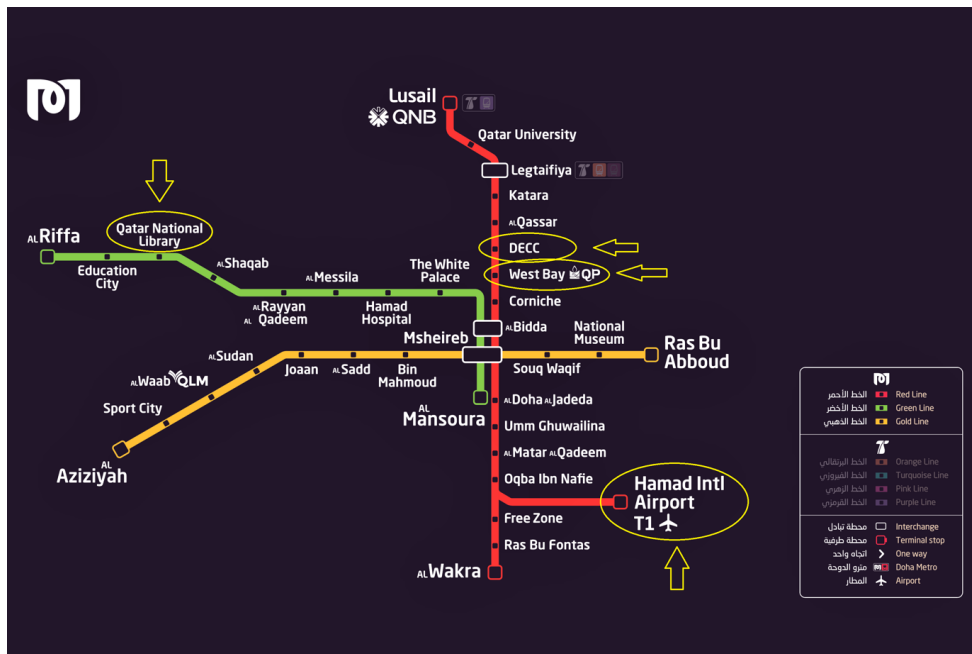 Lusail
QNB
Qatar University
Legtaifiya
Katara
AL Qassar
DECC
West Bay QP
Corniche
AL Bidda
Msheireb
National
Museum
Ras Bu
Abboud
Souq Waqif
Qatar National
Library
AL Riffa
Education
City
AL Shaqab
AL Rayyan
AL Qadeem
AL Messila
Hamad
Hospital
The White
Palace
AL
Mansoura
AL Sudan
Joaan
AL Sadd
Bin
Mahmoud
AL Waab QLM
Sport City
AL
Aziziyah
AL Doha AL Jadeda
Umm Ghuwailina
AL Matar AL Qadeem
Oqba Ibn Nafie
Hamad Intl
Airport
T1
Free Zone
Ras Bu Fontas
AL Wakra
الخط الأحمر Red Line
الخط الأخضر Green Line
الخط الذهبي Gold Line
الخط البرتقالي Orange Line
الخط الفيروزي Turquoise Line
الخط الزهري Pink Line
الخط القرمزي Purple Line
محطة تبادل Interchange
محطة طرفية Terminal stop
اتجاه واحد One way
مترو الدوحة Doha Metro
المطار Airport